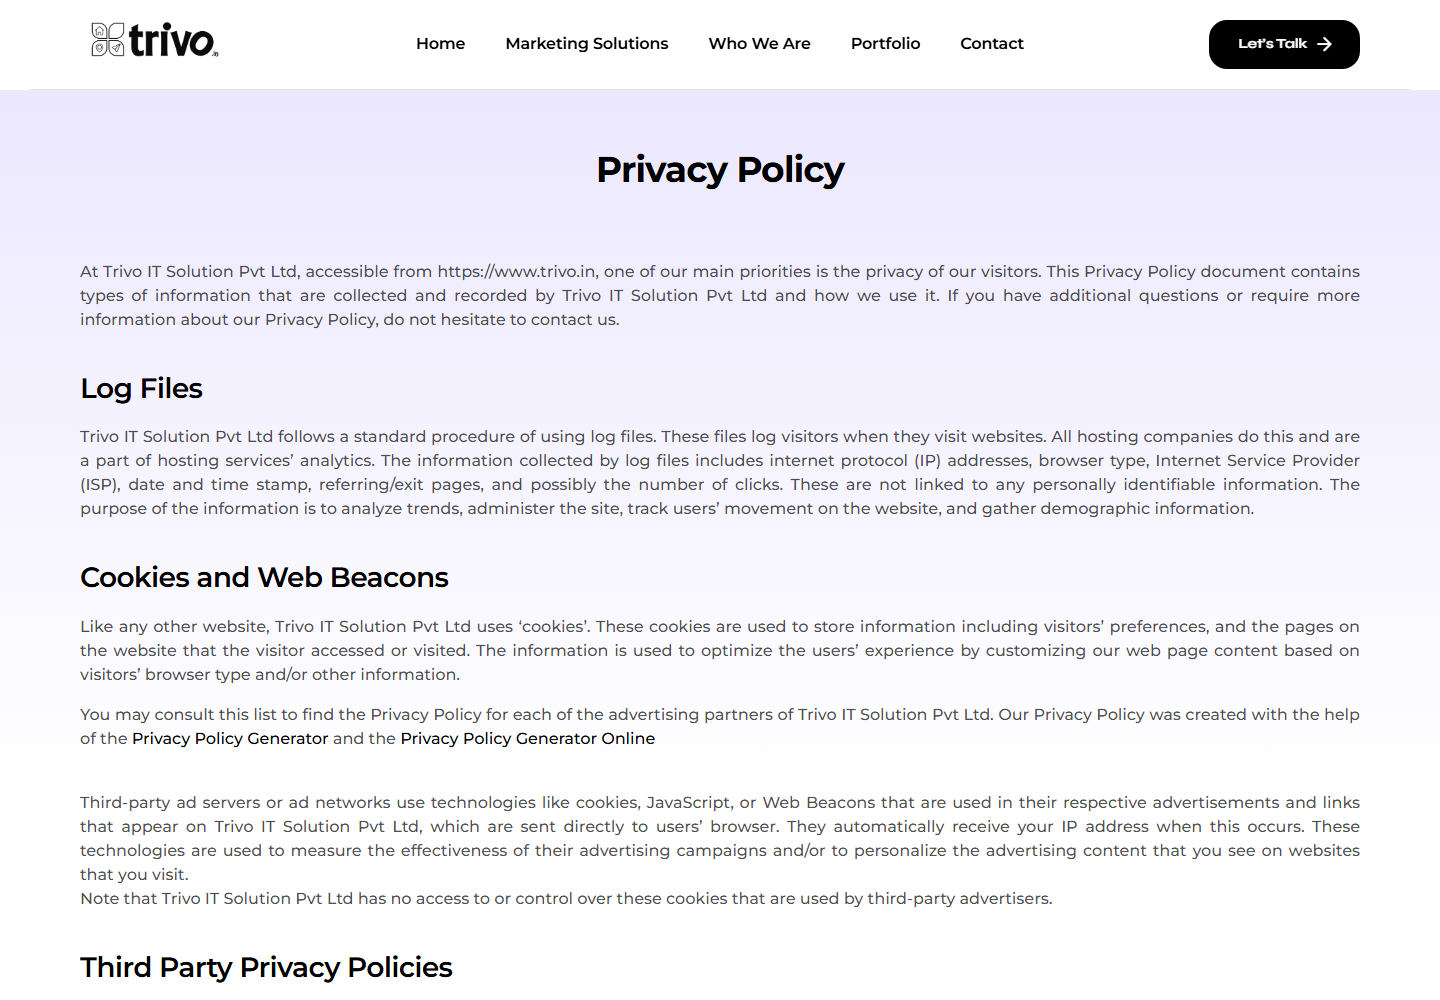 trivo.in
Home
Marketing Solutions
Who We Are
Portfolio
Contact
Let's Talk
Privacy Policy
At Trivo IT Solution Pvt Ltd, accessible from https://www.trivo.in, one of our main priorities is the privacy of our visitors. This Privacy Policy document contains
types of information that are collected and recorded by Trivo IT Solution Pvt Ltd and how we use it. If you have additional questions or require more
information about our Privacy Policy, do not hesitate to contact us.
Log Files
Trivo IT Solution Pvt Ltd follows a standard procedure of using log files. These files log visitors when they visit websites. All hosting companies do this and are
a part of hosting services’ analytics. The information collected by log files includes internet protocol (IP) addresses, browser type, Internet Service Provider
(ISP), date and time stamp, referring/exit pages, and possibly the number of clicks. These are not linked to any personally identifiable information. The
purpose of the information is to analyze trends, administer the site, track users’ movement on the website, and gather demographic information.
Cookies and Web Beacons
Like any other website, Trivo IT Solution Pvt Ltd uses ‘cookies’. These cookies are used to store information including visitors’ preferences, and the pages on
the website that the visitor accessed or visited. The information is used to optimize the users’ experience by customizing our web page content based on
visitors’ browser type and/or other information.
You may consult this list to find the Privacy Policy for each of the advertising partners of Trivo IT Solution Pvt Ltd. Our Privacy Policy was created with the help
of the Privacy Policy Generator and the Privacy Policy Generator Online
Third-party ad servers or ad networks use technologies like cookies, JavaScript, or Web Beacons that are used in their respective advertisements and links
that appear on Trivo IT Solution Pvt Ltd, which are sent directly to users’ browser. They automatically receive your IP address when this occurs. These
technologies are used to measure the effectiveness of their advertising campaigns and/or to personalize the advertising content that you see on websites
that you visit.
Note that Trivo IT Solution Pvt Ltd has no access to or control over these cookies that are used by third-party advertisers.
Third Party Privacy Policies